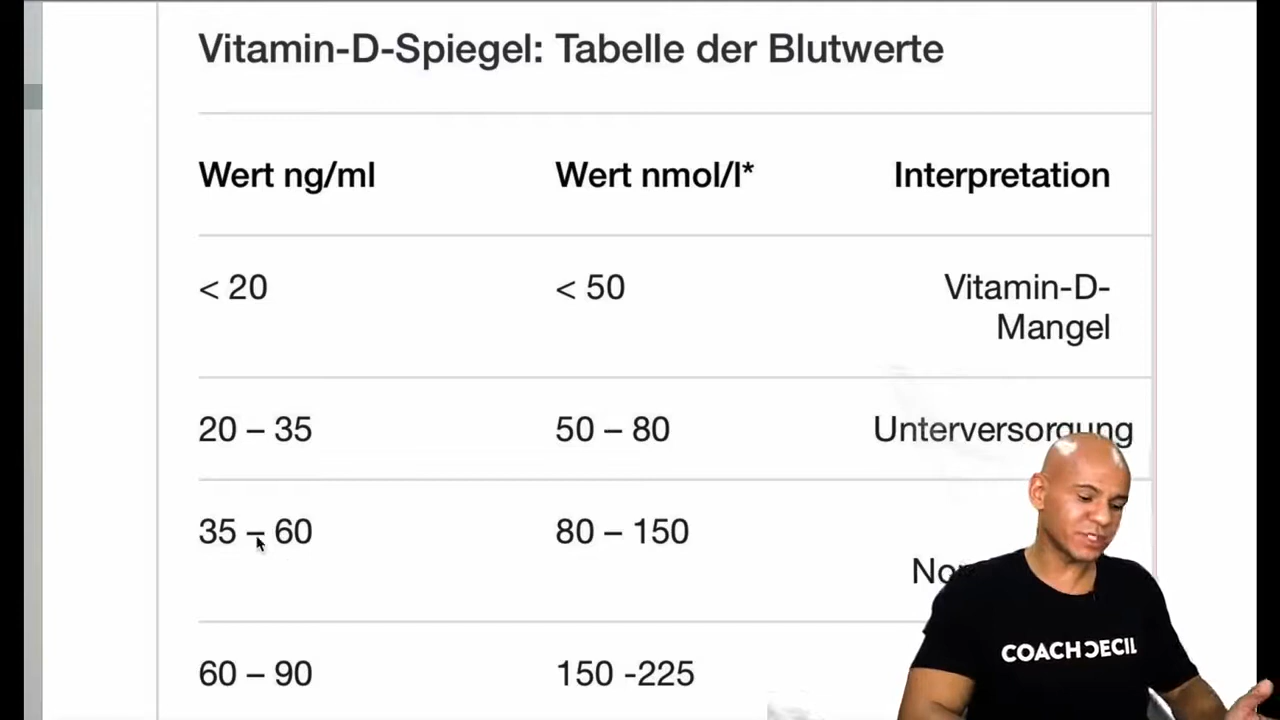 Vitamin-D-Spiegel: Tabelle der Blutwerte
Wert ng/ml Wert nmol/l* Interpretation
< 20 < 50 Vitamin-D-
Mangel
20 – 35 50 – 80 Unterversorgung
35 – 60 80 – 150
60 – 90 150 -225
COACH CECIL